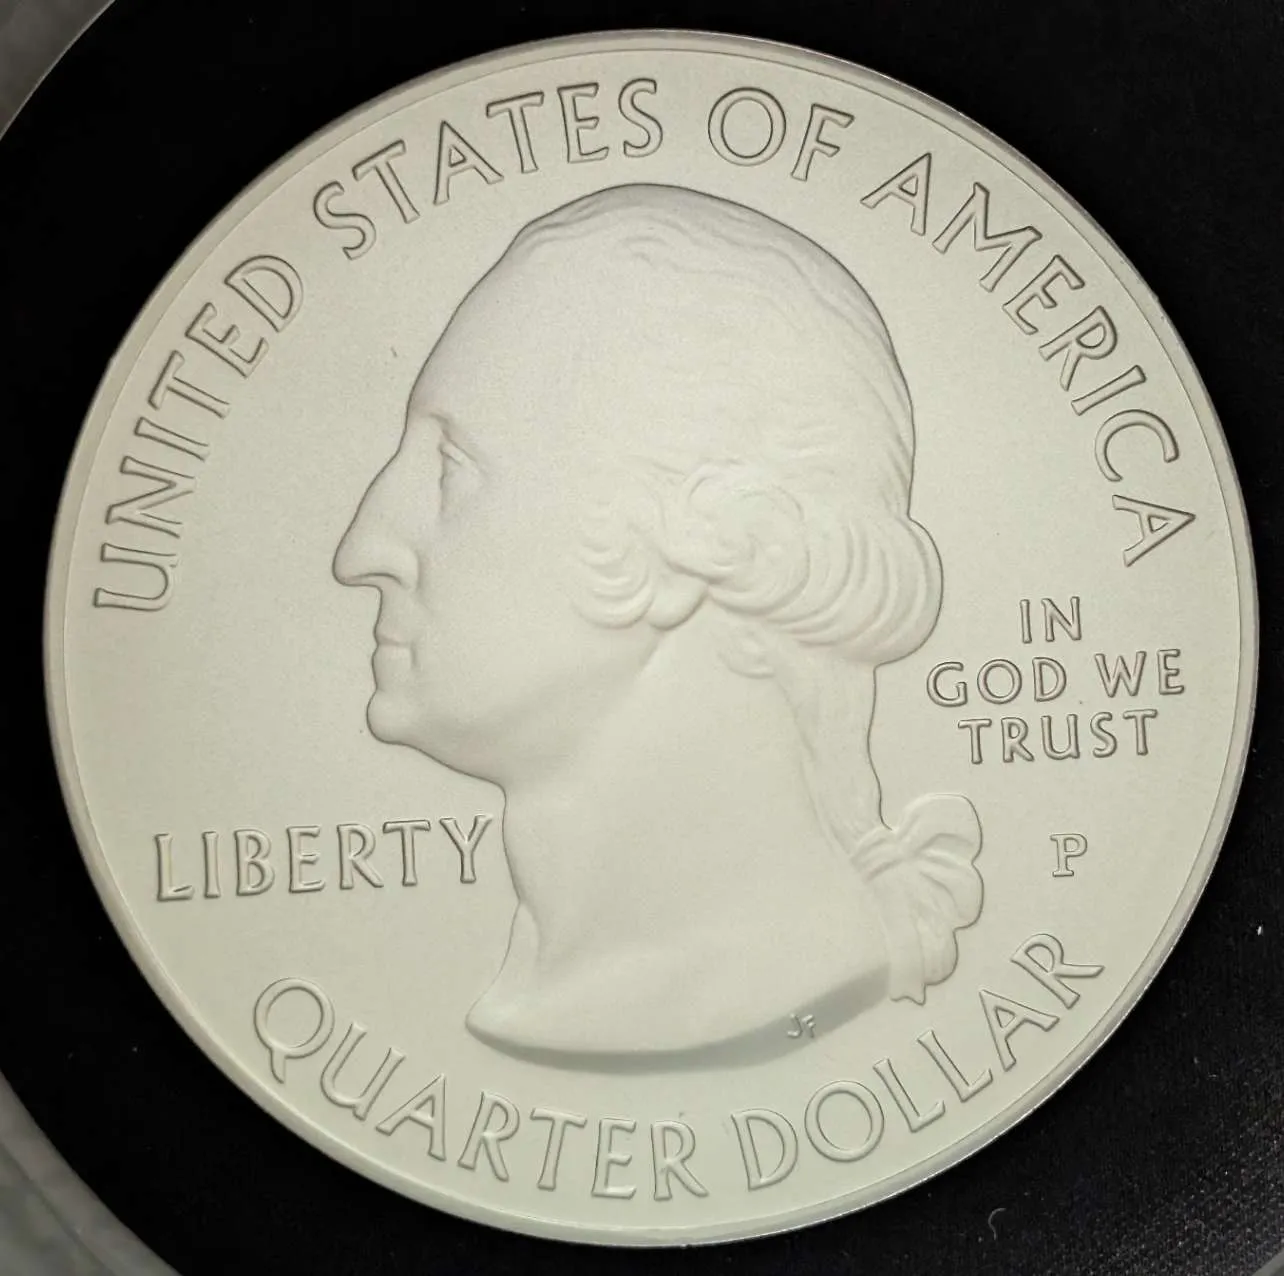 UNITED STATES OF AMERICA
IN
GOD WE
TRUST
LIBERTY
P
JF
QUARTER DOLLAR